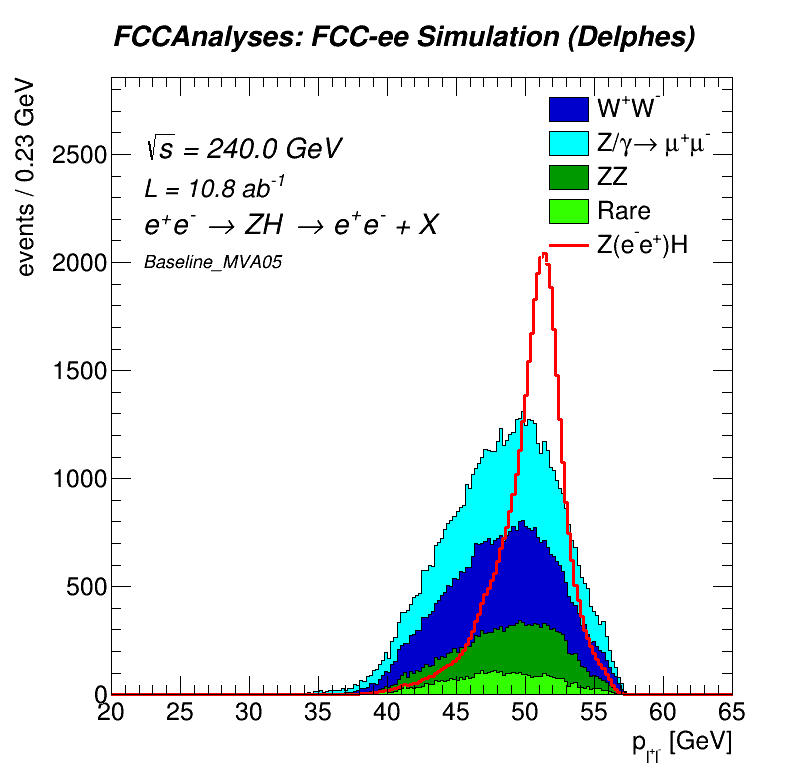 FCCAnalyses: FCC-ee Simulation (Delphes)
events / 0.23 GeV
√s = 240.0 GeV
L = 10.8 ab⁻¹
e⁺e⁻ → ZH → e⁺e⁻ + X
Baseline_MVA05
W⁺W⁻
Z/γ→ μ⁺μ⁻
ZZ
Rare
Z(e⁻e⁺)H
2500
2000
1500
1000
500
0
20 25 30 35 40 45 50 55 60 65
p_l⁺l⁻ [GeV]